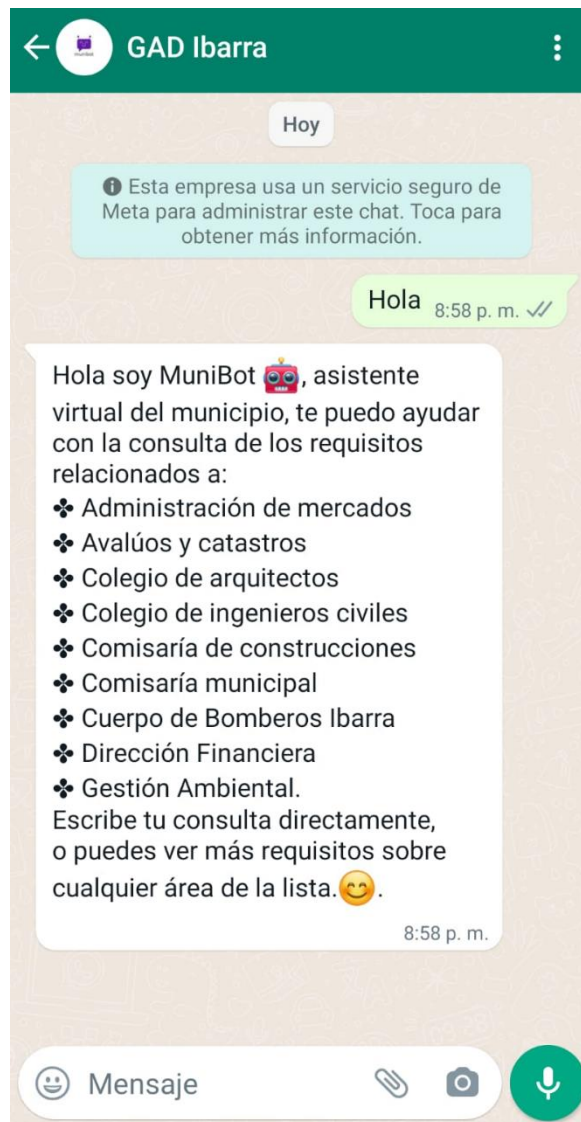 GAD Ibarra
Hoy
Esta empresa usa un servicio seguro de
Meta para administrar este chat. Toca para
obtener más información.
Hola 8:58 p. m.
Hola soy MuniBot 🤖, asistente
virtual del municipio, te puedo ayudar
con la consulta de los requisitos
relacionados a:
✤ Administración de mercados
✤ Avalúos y catastros
✤ Colegio de arquitectos
✤ Colegio de ingenieros civiles
✤ Comisaría de construcciones
✤ Comisaría municipal
✤ Cuerpo de Bomberos Ibarra
✤ Dirección Financiera
✤ Gestión Ambiental.
Escribe tu consulta directamente,
o puedes ver más requisitos sobre
cualquier área de la lista.😊.
8:58 p. m.
Mensaje